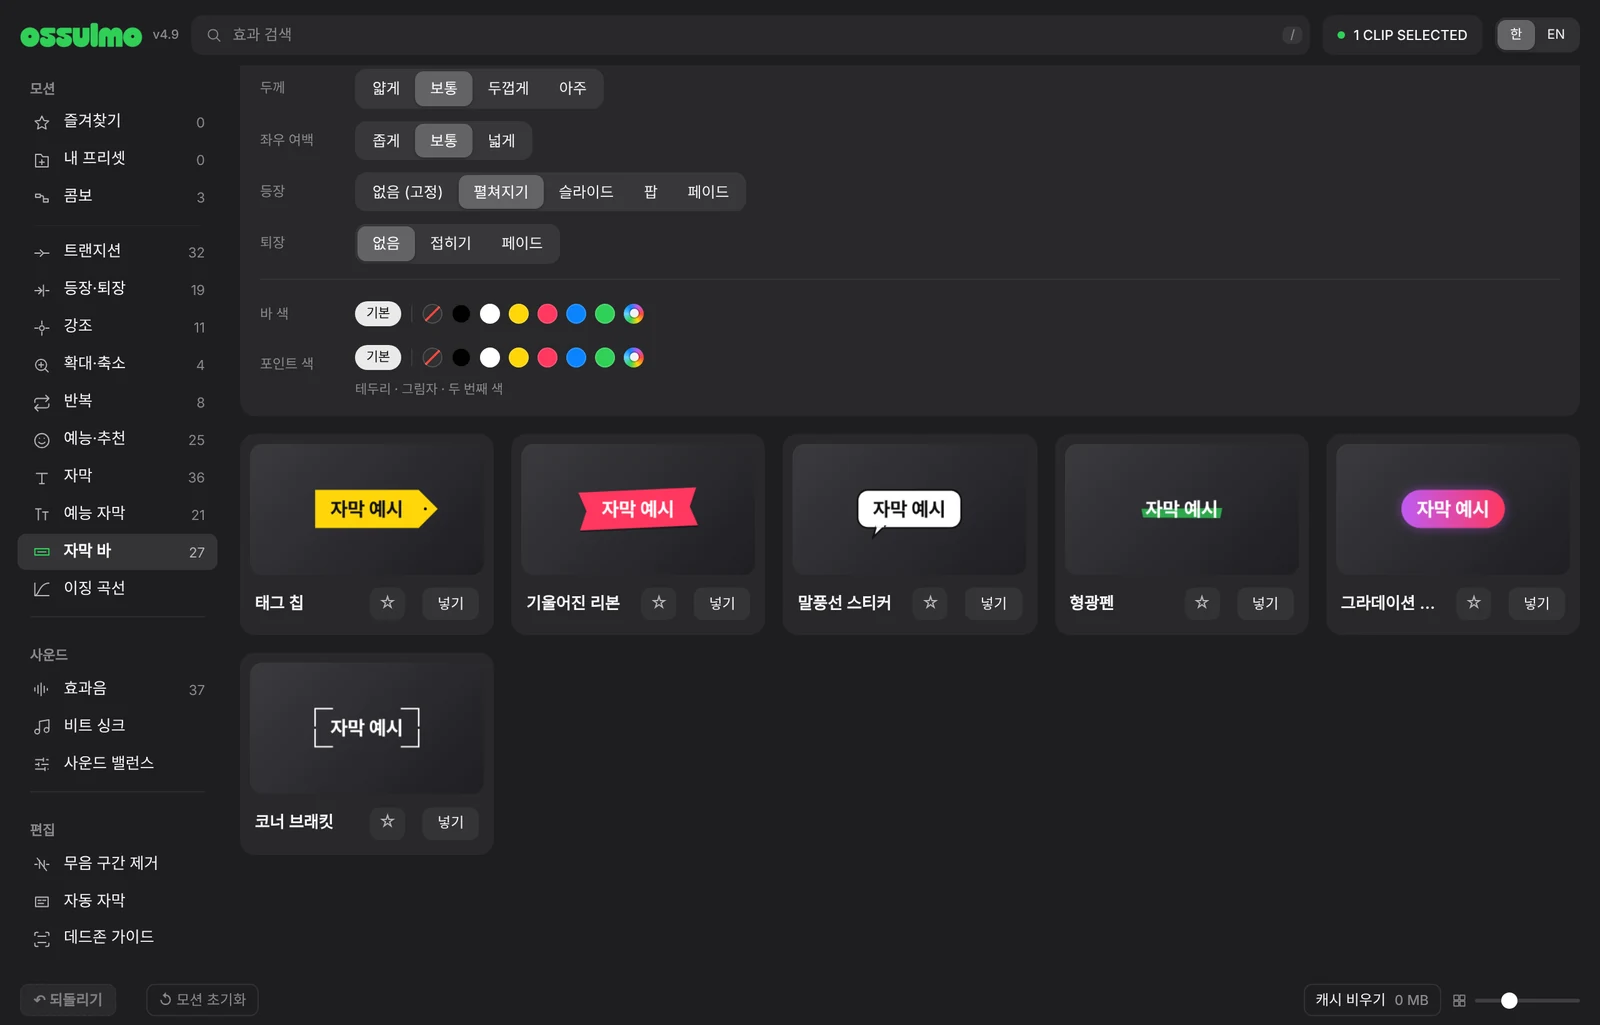 ossulmo v4.9 효과 검색 / 1 CLIP SELECTED 한 EN
모션
즐겨찾기 0
내 프리셋 0
콤보 3
트랜지션 32
등장·퇴장 19
강조 11
확대·축소 4
반복 8
예능·추천 25
자막 36
예능 자막 21
자막 바 27
이징 곡선
사운드
효과음 37
비트 싱크
사운드 밸런스
편집
무음 구간 제거
자동 자막
데드존 가이드
두께 얇게 보통 두껍게 아주
좌우 여백 좁게 보통 넓게
등장 없음 (고정) 펼쳐지기 슬라이드 팝 페이드
퇴장 없음 접히기 페이드
바 색 기본
포인트 색 기본
테두리 · 그림자 · 두 번째 색
자막 예시
태그 칩 넣기
자막 예시
기울어진 리본 넣기
자막 예시
말풍선 스티커 넣기
자막 예시
형광펜 넣기
자막 예시
그라데이션 ... 넣기
자막 예시
코너 브래킷 넣기
되돌리기 모션 초기화 캐시 비우기 0 MB